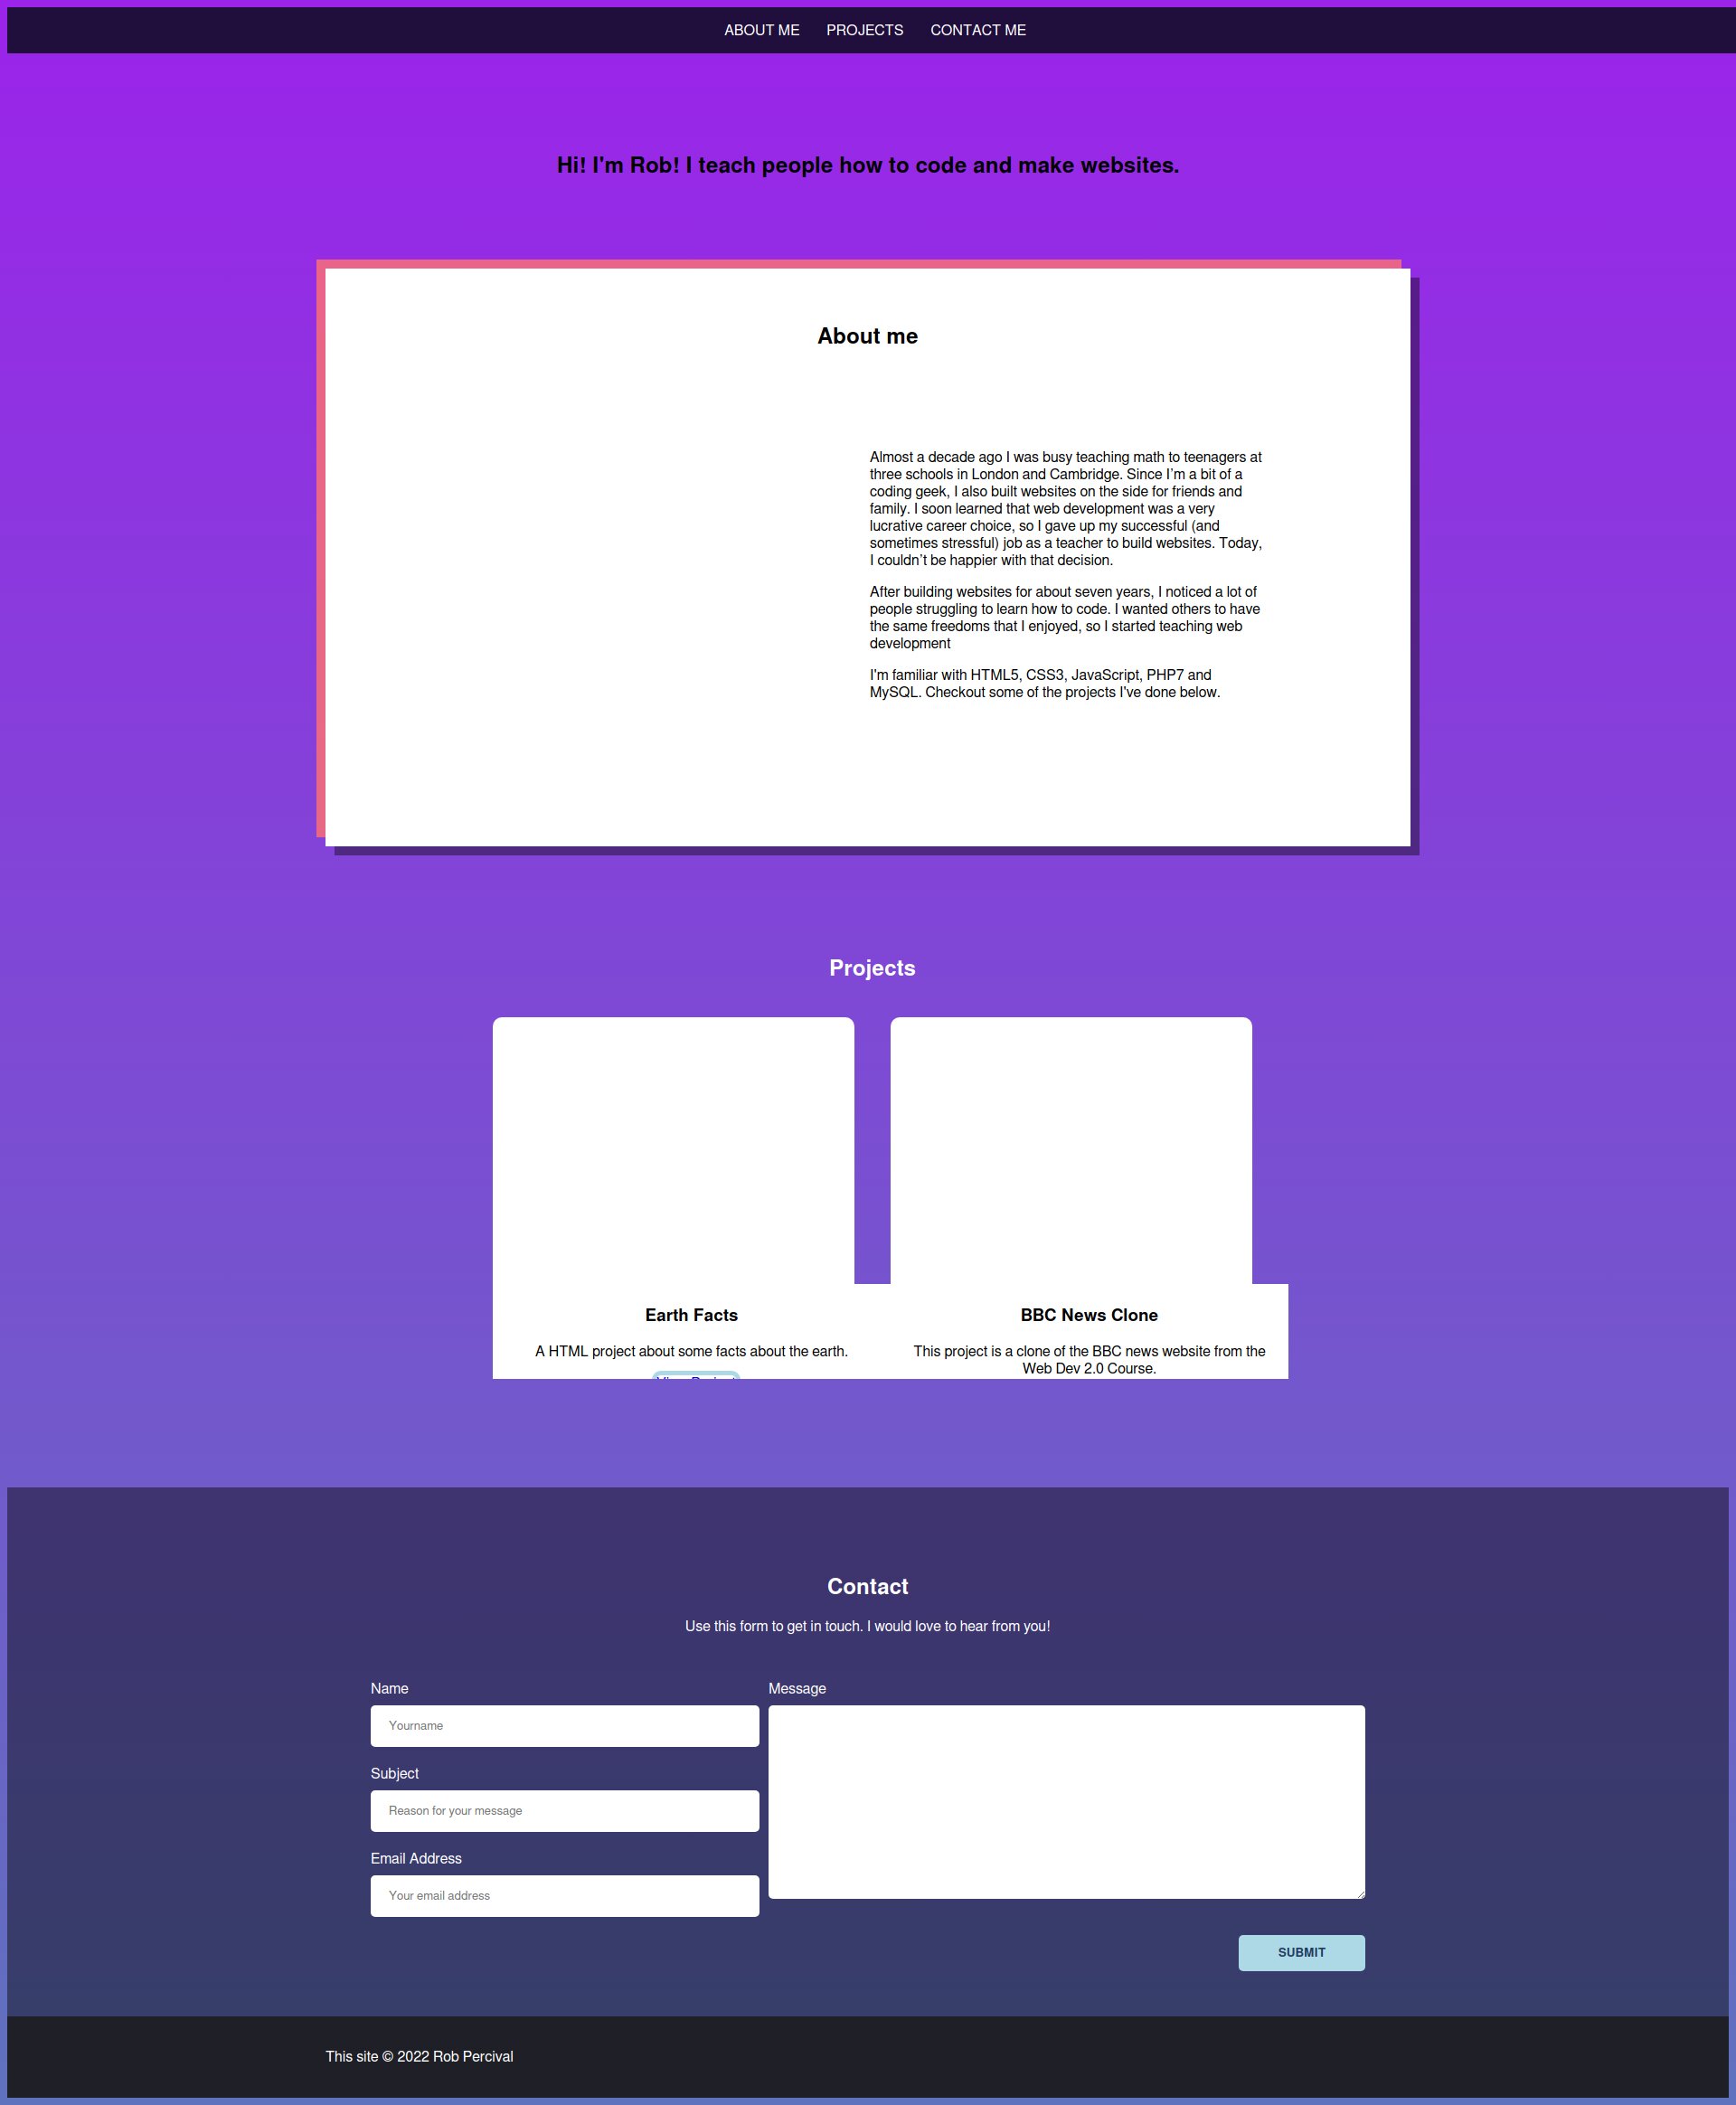 ABOUT ME PROJECTS CONTACT ME
Hi! I'm Rob! I teach people how to code and make websites.
About me
Almost a decade ago I was busy teaching math to teenagers at
three schools in London and Cambridge. Since I’m a bit of a
coding geek, I also built websites on the side for friends and
family. I soon learned that web development was a very
lucrative career choice, so I gave up my successful (and
sometimes stressful) job as a teacher to build websites. Today,
I couldn’t be happier with that decision.
After building websites for about seven years, I noticed a lot of
people struggling to learn how to code. I wanted others to have
the same freedoms that I enjoyed, so I started teaching web
development
I'm familiar with HTML5, CSS3, JavaScript, PHP7 and
MySQL. Checkout some of the projects I've done below.
Projects
Earth Facts
A HTML project about some facts about the earth.
BBC News Clone
This project is a clone of the BBC news website from the
Web Dev 2.0 Course.
Contact
Use this form to get in touch. I would love to hear from you!
Name
Yourname
Subject
Reason for your message
Email Address
Your email address
Message
SUBMIT
This site © 2022 Rob Percival